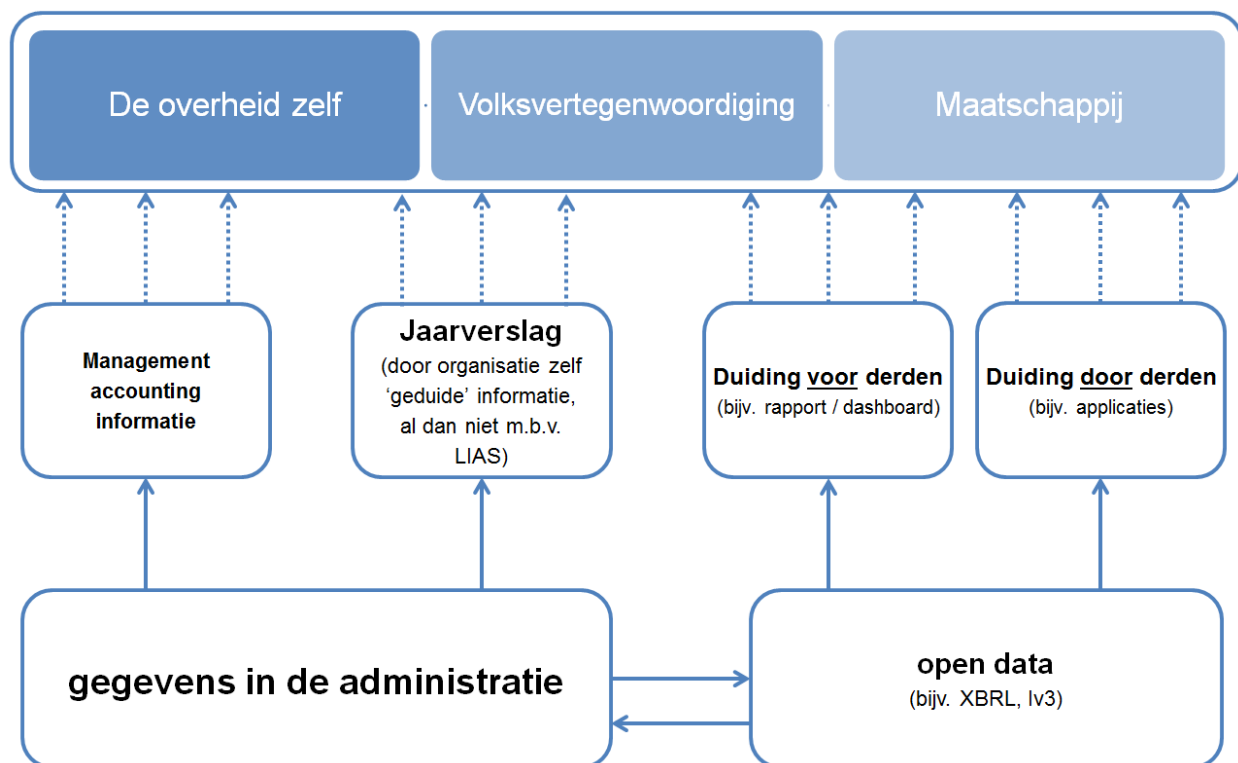 De overheid zelf
Volksvertegenwoordiging
Maatschappij
Management
accounting
informatie
Jaarverslag
(door organisatie zelf
‘geduide’ informatie,
al dan niet m.b.v.
LIAS)
Duiding voor derden
(bijv. rapport / dashboard)
Duiding door derden
(bijv. applicaties)
gegevens in de administratie
open data
(bijv. XBRL, Iv3)